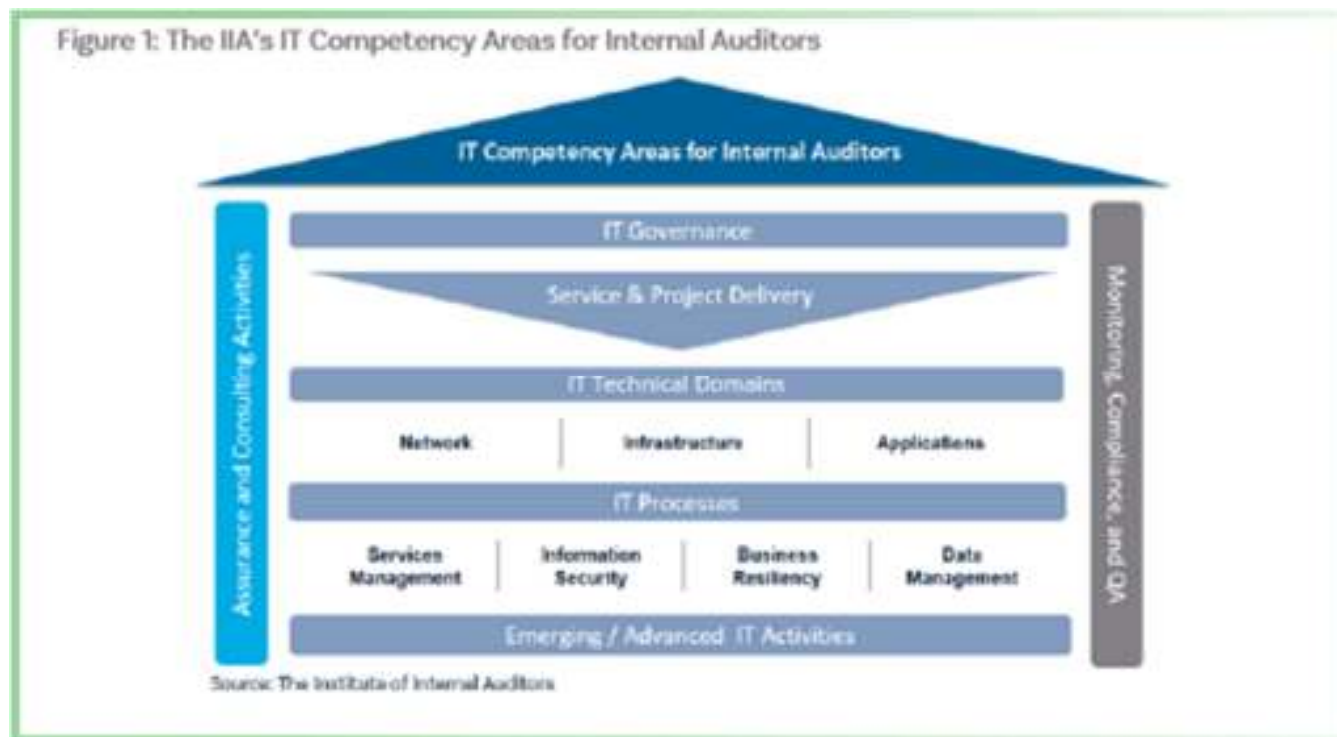 Figure 1: The IIA's IT Competency Areas for Internal Auditors
IT Competency Areas for Internal Auditors
Assurance and Consulting Activities
IT Governance
Service & Project Delivery
IT Technical Domains
Network
Infrastructure
Applications
IT Processes
Services
Management
Information
Security
Business
Resiliency
Data
Management
Emerging / Advanced IT Activities
Monitoring, Compliance, and QA
Source: The Institute of Internal Auditors